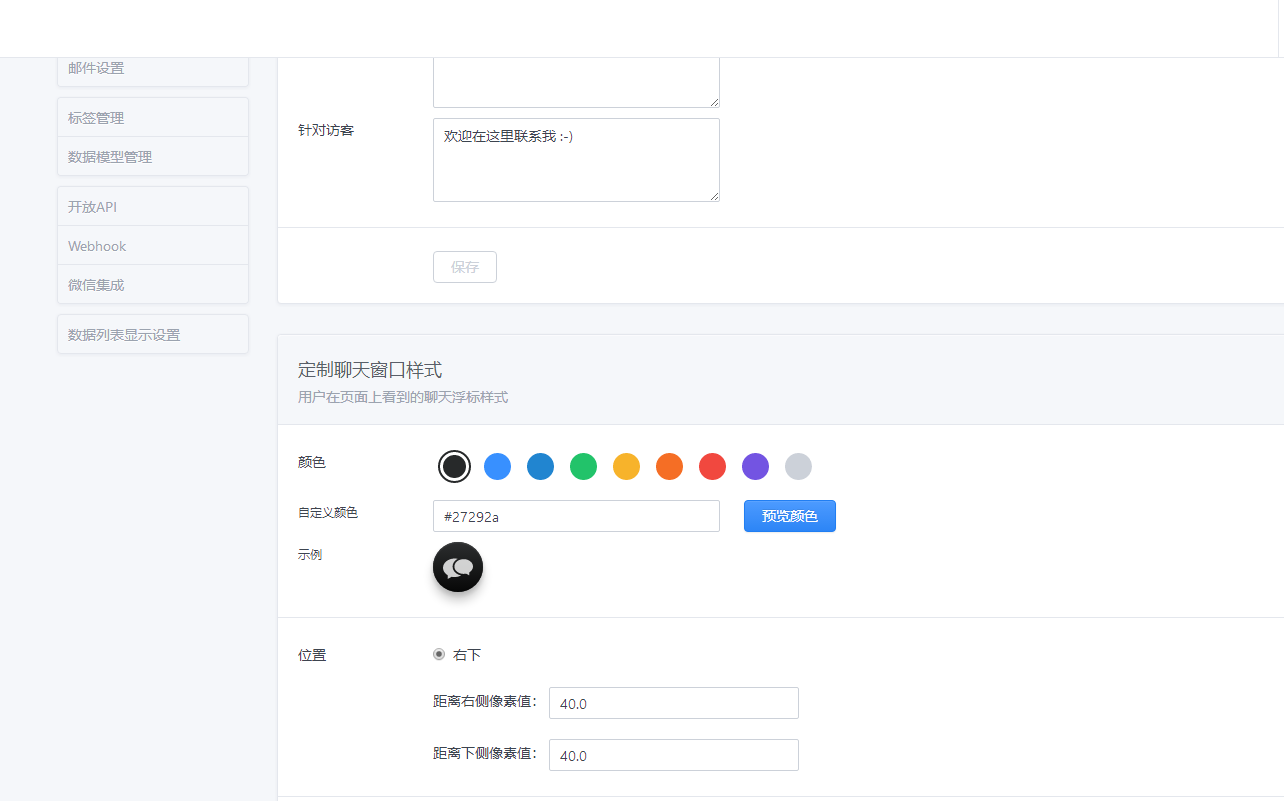 邮件设置
标签管理
数据模型管理
开放API
Webhook
微信集成
数据列表显示设置
针对访客
欢迎在这里联系我 :-)
保存
定制聊天窗口样式
用户在页面上看到的聊天浮标样式
颜色
自定义颜色
#27292a
预览颜色
示例
位置
右下
距离右侧像素值：
40.0
距离下侧像素值：
40.0